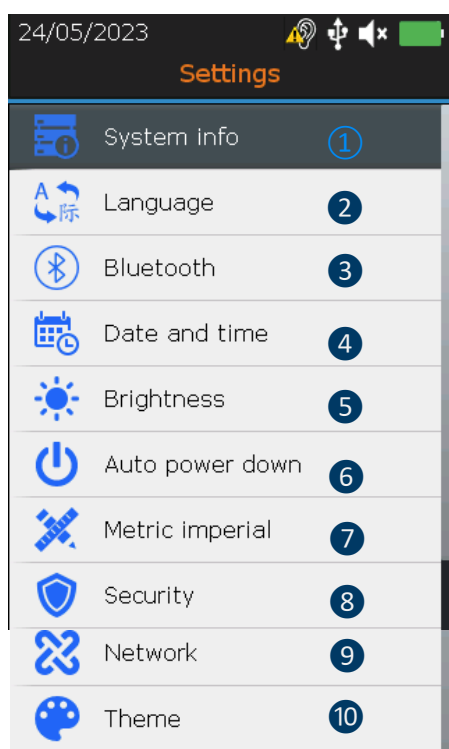 24/05/2023
Settings
System info 1
A 际
Language 2
Bluetooth 3
Date and time 4
Brightness 5
Auto power down 6
Metric imperial 7
Security 8
Network 9
Theme 10